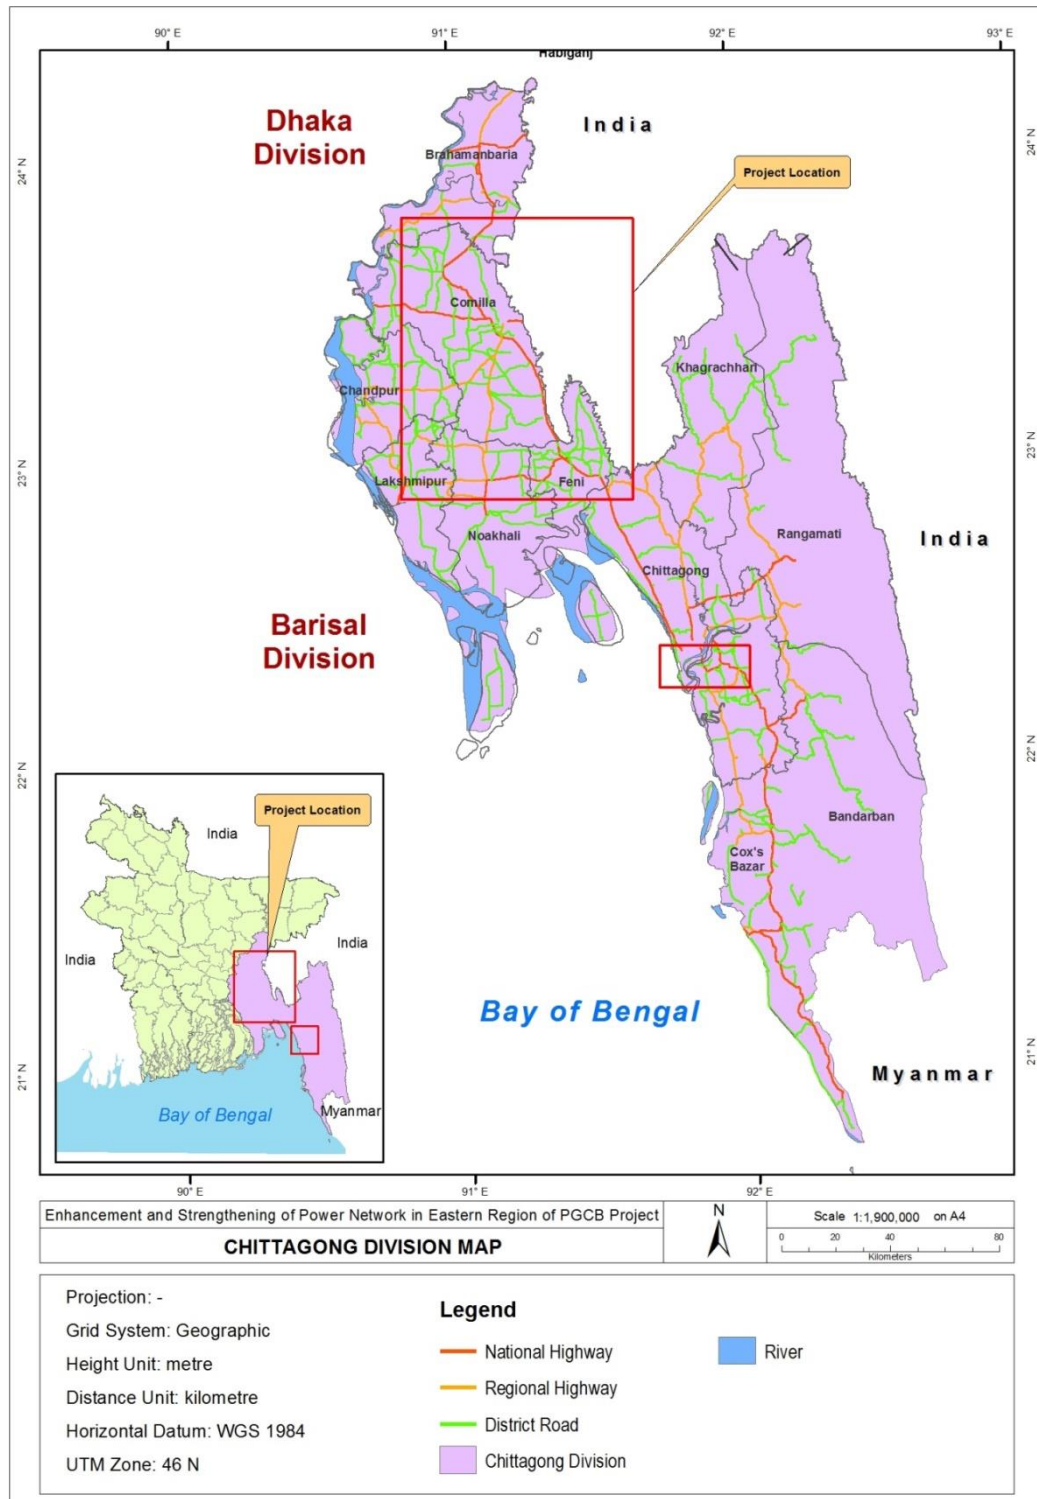 90° E
91° E
92° E
93° E
Habiganj
Dhaka
Division
India
Brahamanbaria
24° N
24° N
Project Location
Comilla
Khagrachhari
Chandpur
23° N
23° N
Lakshmipur
Feni
Noakhali
Rangamati
India
Chittagong
Barisal
Division
22° N
22° N
Bandarban
Cox's
Bazar
Project Location
India
India
India
Bay of Bengal
Myanmar
Bay of Bengal
Myanmar
21° N
21° N
90° E
91° E
92° E
Enhancement and Strengthening of Power Network in Eastern Region of PGCB Project
CHITTAGONG DIVISION MAP
N
Scale 1:1,900,000 on A4
0 40 80
Kilometers
Projection: -
Grid System: Geographic
Height Unit: metre
Distance Unit: kilometre
Horizontal Datum: WGS 1984
UTM Zone: 46 N
Legend
National Highway
Regional Highway
District Road
Chittagong Division
River